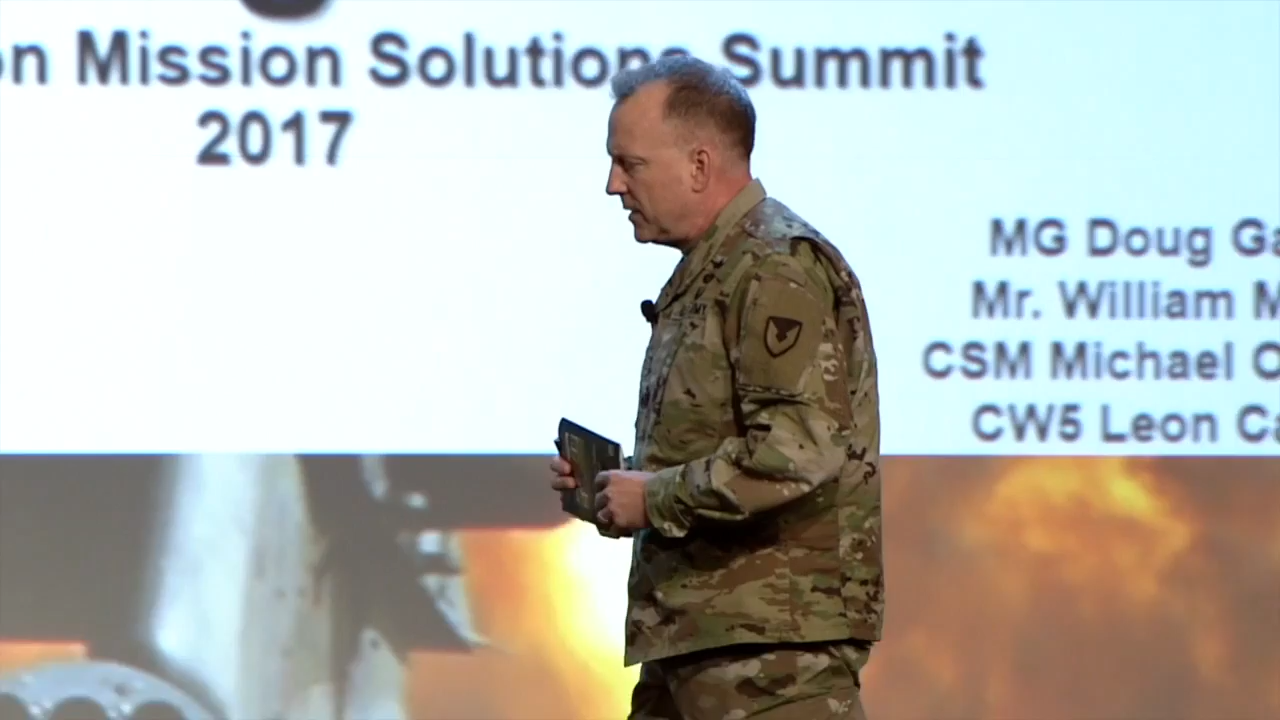 on Mission Solutions Summit
2017
MG Doug Ga
Mr. William M
CSM Michael O
CW5 Leon Ca